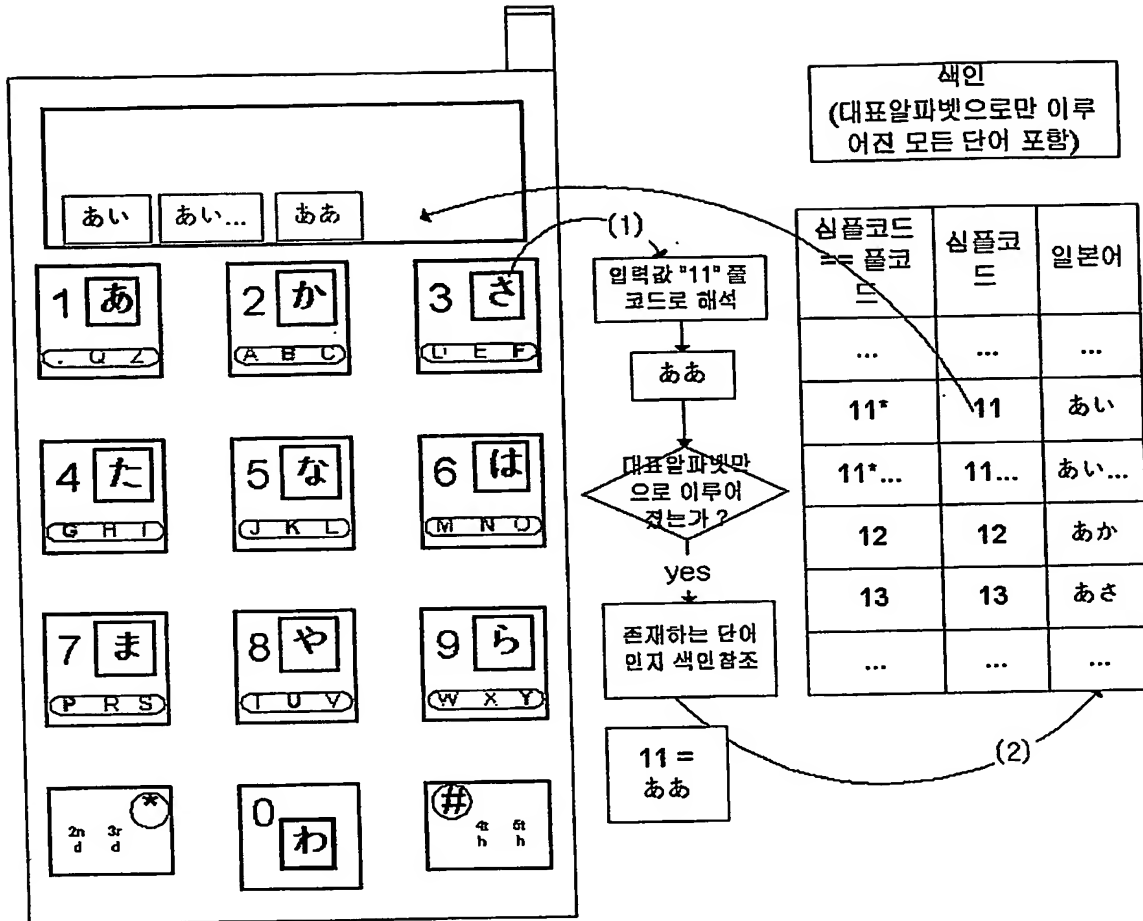 あい あい... ああ
1 あ
. Q Z
2 か
A B C
3 さ
D E F
4 た
G H I
5 な
J K L
6 は
M N O
7 ま
P R S
8 や
T U V
9 ら
W X Y
*
2n 3r
d d
0
わ
#
4t 5t
h h
(1)
입력값 "11" 풀
코드로 해석
ああ
대표알파벳만
으로 이루어
졌는가 ?
yes
존재하는 단어
인지 색인참조
11 =
ああ
(2)
색인
(대표알파벳으로만 이루
어진 모든 단어 포함)
심플코드
== 풀코
드
심플코
드
일본어
... ... ...
11* 11 あい
11*... 11... あい...
12 12 あか
13 13 あさ
... ... ...